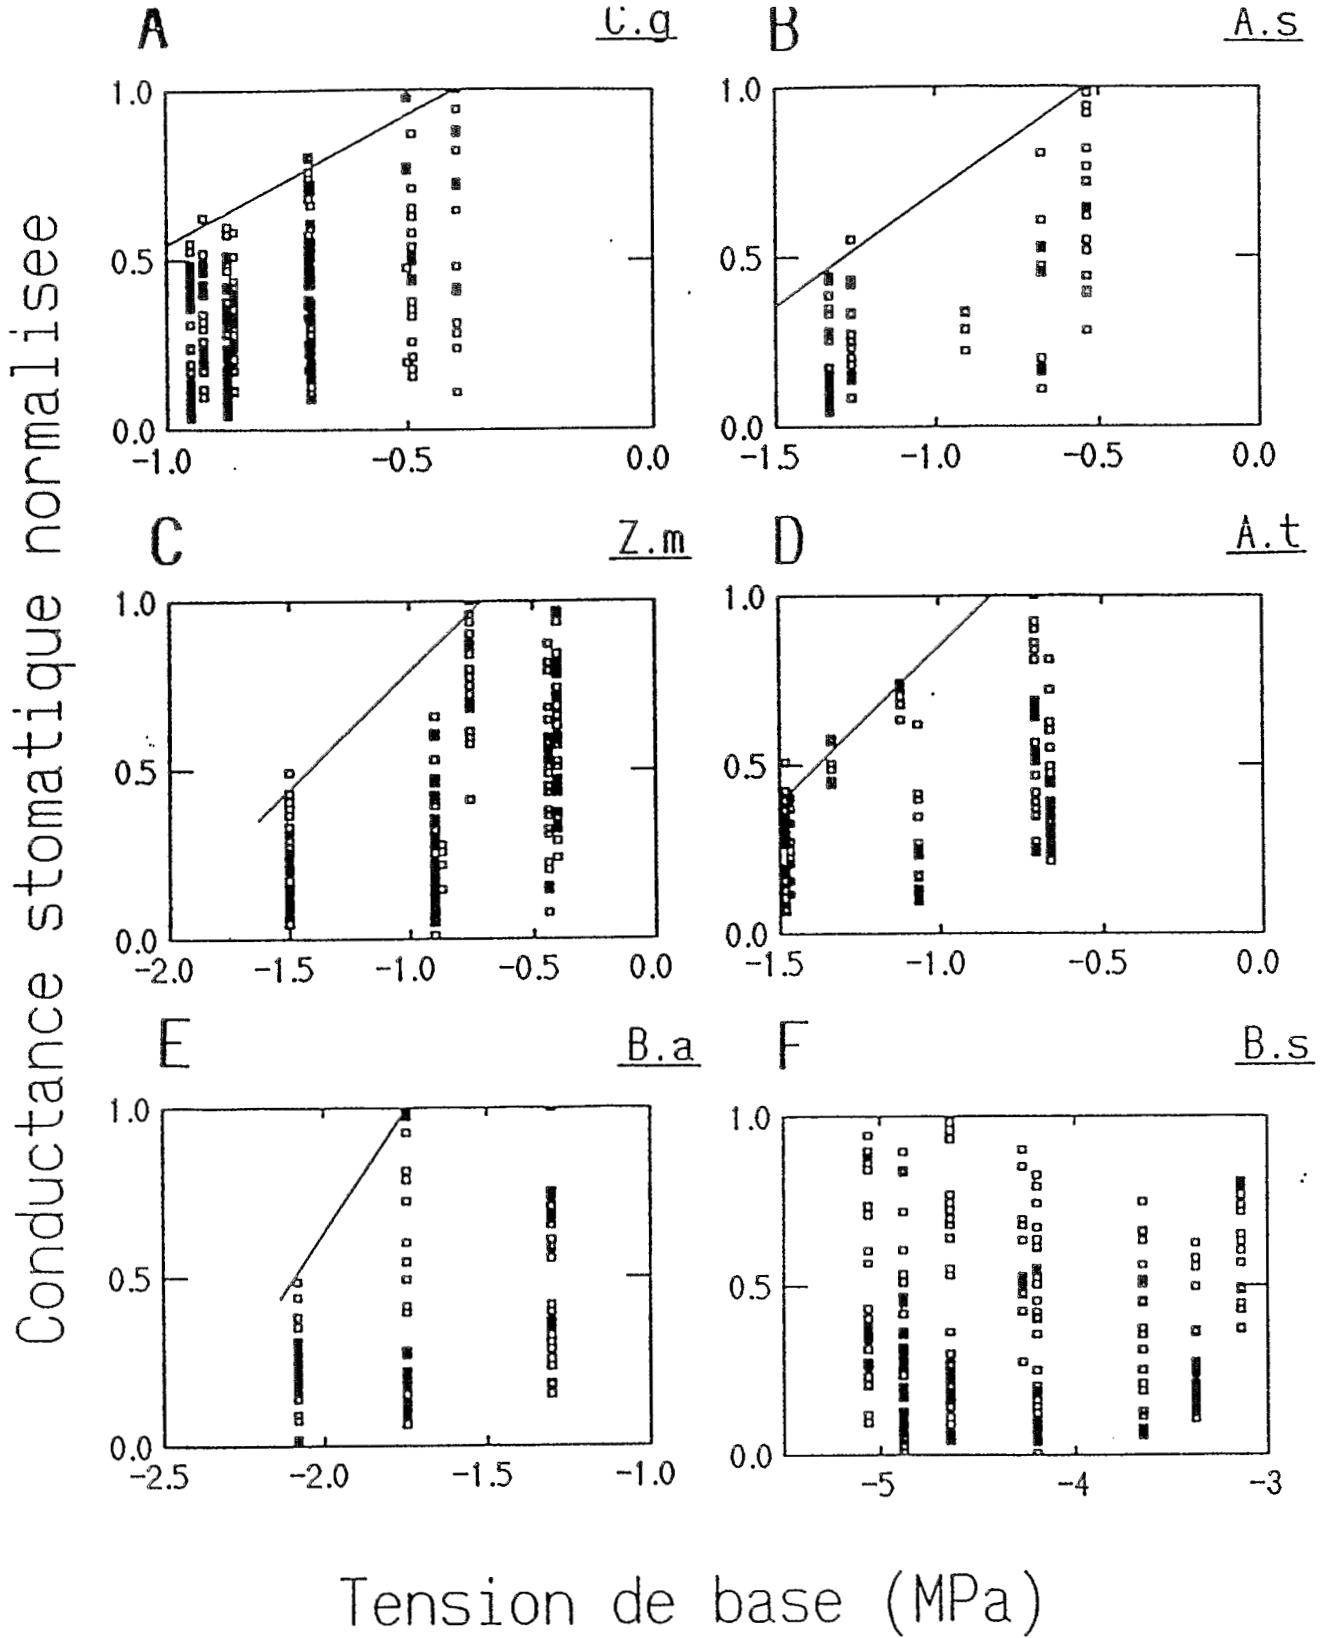 A C.g
B A.s
1.0
0.5
0.0
-1.0 -0.5 0.0
1.0
0.5
0.0
-1.5 -1.0 -0.5 0.0
C Z.m
D A.t
1.0
0.5
0.0
-2.0 -1.5 -1.0 -0.5 0.0
1.0
0.5
0.0
-1.5 -1.0 -0.5 0.0
E B.a
F B.s
1.0
0.5
0.0
-2.5 -2.0 -1.5 -1.0
1.0
0.5
0.0
-5 -4 -3
Conductance stomatique normalisee
Tension de base (MPa)